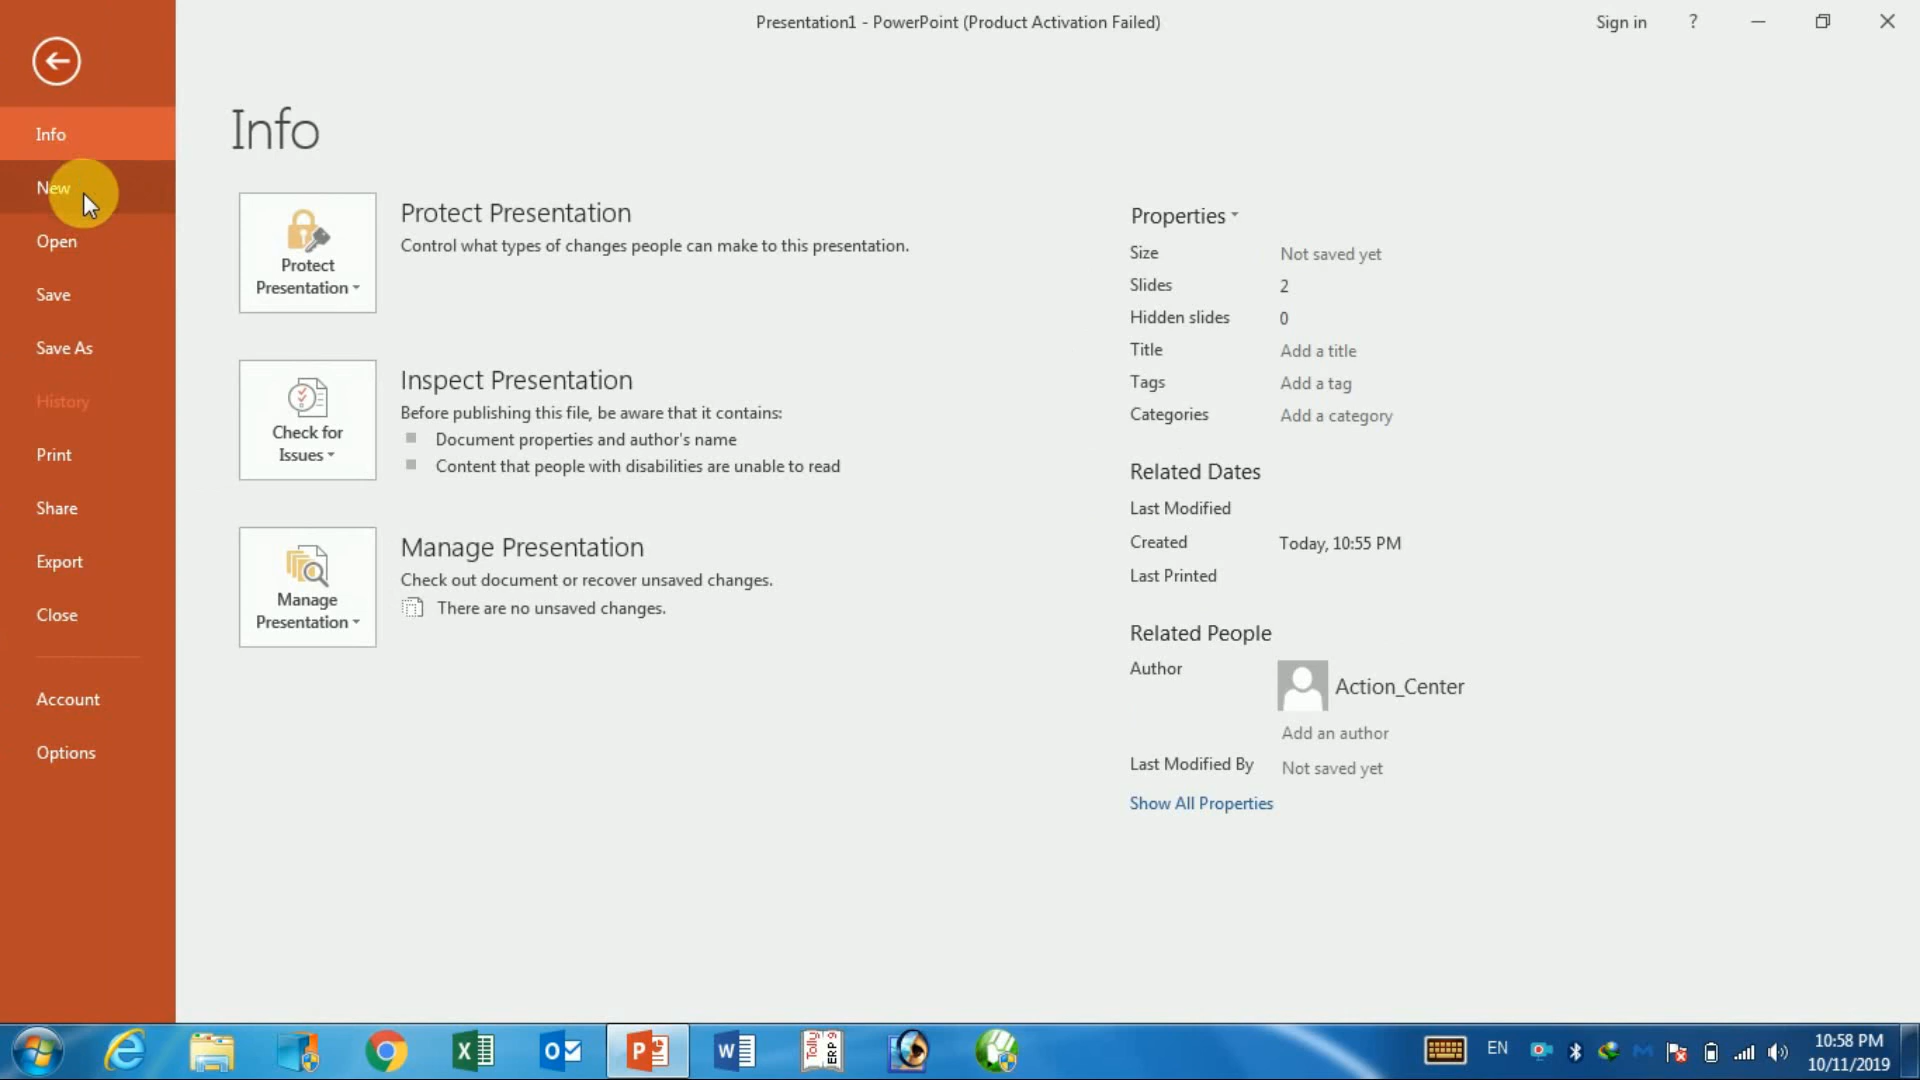 Presentation1 - PowerPoint (Product Activation Failed)
Sign in
?
Info
New
Open
Save
Save As
History
Print
Share
Export
Close
Account
Options
Info
Protect
Presentation
Protect Presentation
Control what types of changes people can make to this presentation.
Check for
Issues
Inspect Presentation
Before publishing this file, be aware that it contains:
Document properties and author's name
Content that people with disabilities are unable to read
Manage
Presentation
Manage Presentation
Check out document or recover unsaved changes.
There are no unsaved changes.
Properties
Size Not saved yet
Slides 2
Hidden slides 0
Title Add a title
Tags Add a tag
Categories Add a category
Related Dates
Last Modified
Created Today, 10:55 PM
Last Printed
Related People
Author
Action_Center
Add an author
Last Modified By Not saved yet
Show All Properties
Tally
ERP 9
EN
10:58 PM
10/11/2019